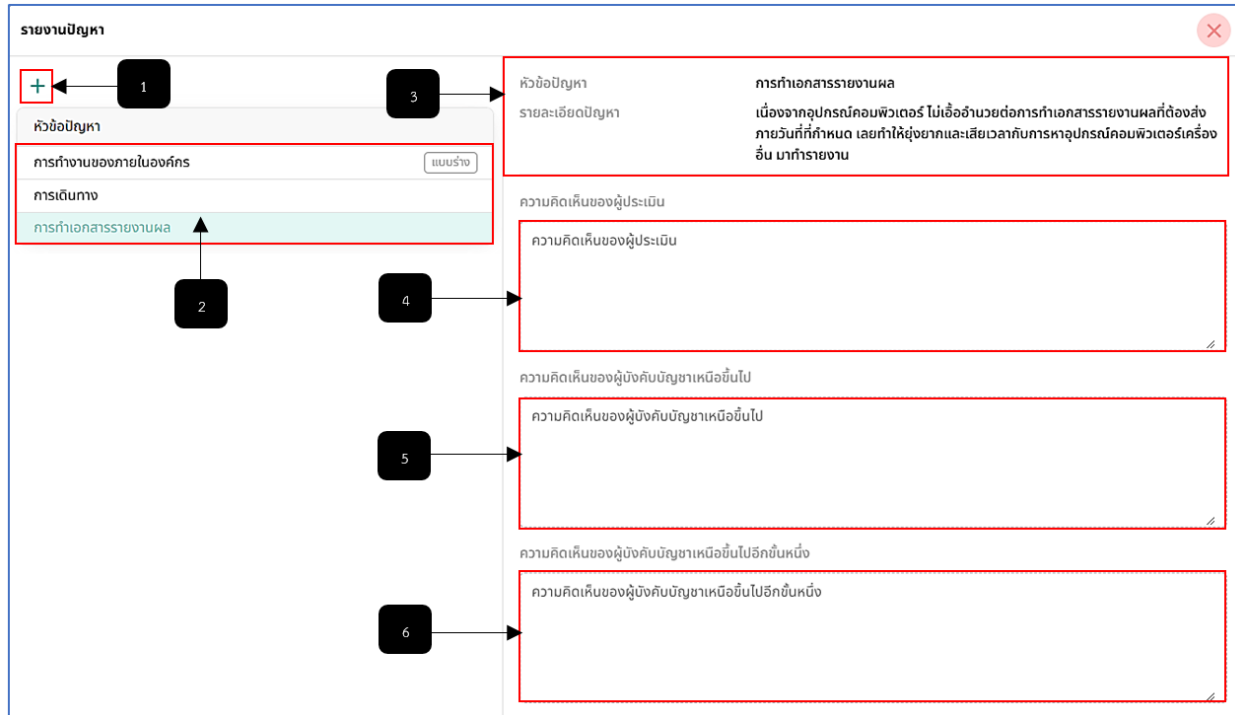 รายงานปัญหา
1
หัวข้อปัญหา
การทำงานของภายในองค์กร แบบร่าง
การเดินทาง
การทำเอกสารรายงานผล
2
3
หัวข้อปัญหา การทำเอกสารรายงานผล
รายละเอียดปัญหา เนื่องจากอุปกรณ์คอมพิวเตอร์ ไม่เอื้ออำนวยต่อการทำเอกสารรายงานผลที่ต้องส่ง
ภายวันที่ที่กำหนด เลยทำให้ยุ่งยากและเสียเวลากับการหาอุปกรณ์คอมพิวเตอร์เครื่อง
อื่น มาทำรายงาน
ความคิดเห็นของผู้ประเมิน
ความคิดเห็นของผู้ประเมิน
4
ความคิดเห็นของผู้บังคับบัญชาเหนือขึ้นไป
ความคิดเห็นของผู้บังคับบัญชาเหนือขึ้นไป
5
ความคิดเห็นของผู้บังคับบัญชาเหนือขึ้นไปอีกขั้นหนึ่ง
ความคิดเห็นของผู้บังคับบัญชาเหนือขึ้นไปอีกขั้นหนึ่ง
6